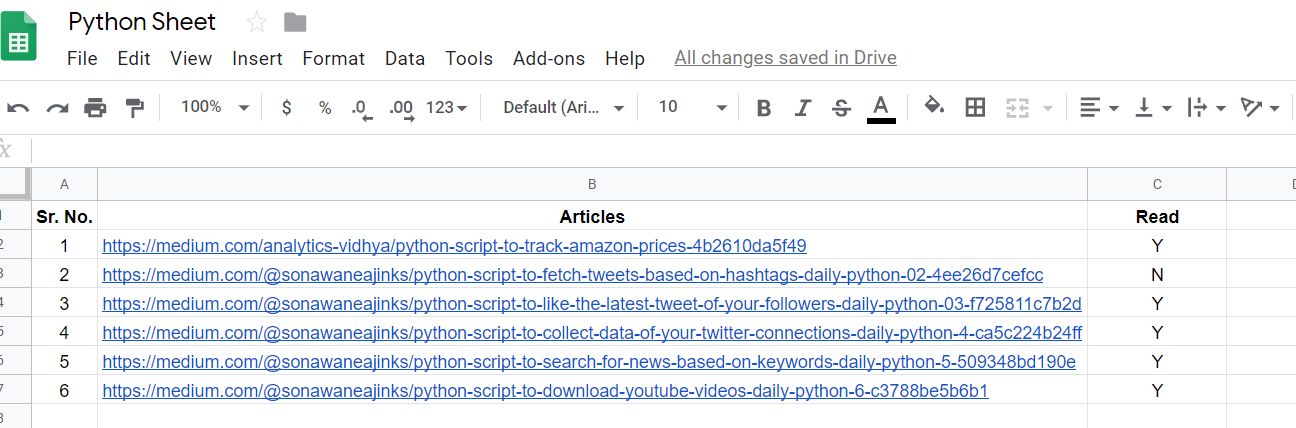 Python Sheet
File Edit View Insert Format Data Tools Add-ons Help All changes saved in Drive
100% $ % .0 .00 123 Default (Ari... 10 B I S A
A B C
1 Sr. No. Articles Read
2 1 https://medium.com/analytics-vidhya/python-script-to-track-amazon-prices-4b2610da5f49 Y
3 2 https://medium.com/@sonawaneajinks/python-script-to-fetch-tweets-based-on-hashtags-daily-python-02-4ee26d7cefcc N
4 3 https://medium.com/@sonawaneajinks/python-script-to-like-the-latest-tweet-of-your-followers-daily-python-03-f725811c7b2d Y
5 4 https://medium.com/@sonawaneajinks/python-script-to-collect-data-of-your-twitter-connections-daily-python-4-ca5c224b24ff Y
6 5 https://medium.com/@sonawaneajinks/python-script-to-search-for-news-based-on-keywords-daily-python-5-509348bd190e Y
7 6 https://medium.com/@sonawaneajinks/python-script-to-download-youtube-videos-daily-python-6-c3788be5b6b1 Y
8